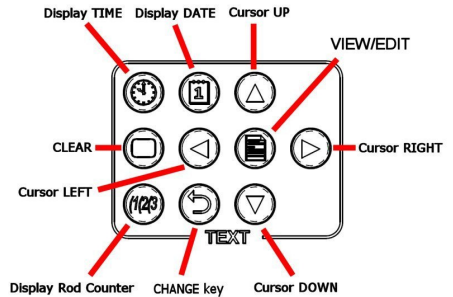 Display TIME Display DATE Cursor UP
VIEW/EDIT
1
CLEAR
Cursor RIGHT
Cursor LEFT
(1(2(3
TEXT
Display Rod Counter CHANGE key Cursor DOWN